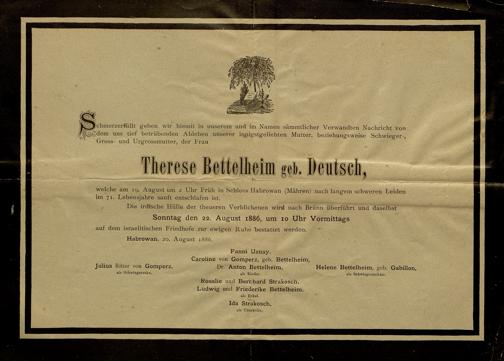 Schmerzerfüllt geben wir hiemit in unserem und im Namen sämmtlicher Verwandten Nachricht von
dem uns tief betrübenden Ableben unserer innigstgeliebten Mutter, beziehungsweise Schwieger-,
Gross- und Urgrossmutter, der Frau
Therese Bettelheim geb. Deutsch,
welche am 19. August um 2 Uhr Früh in Schloss Habrowan (Mähren) nach langem schweren Leiden
im 71. Lebensjahre sanft entschlafen ist.
Die irdische Hülle der theueren Verblichenen wird nach Brünn überführt und daselbst
Sonntag den 22. August 1886, um 10 Uhr Vormittags
auf dem israelitischen Friedhofe zur ewigen Ruhe bestattet werden.
Habrowan, 20. August 1886.
Fanni
Caroline von Gomperz, geb. Bettelheim,
Julius Ritter von Gomperz, Dr. Anton Bettelheim, Helene Bettelheim, geb. Gabillon,
als Schwiegersohn. als Kinder. als Schwiegertochter.
Rosalie und Bernhard Strakosch,
Ludwig und Friederike Bettelheim,
als Enkel.
Ida Strakosch,
als Urenkelin.